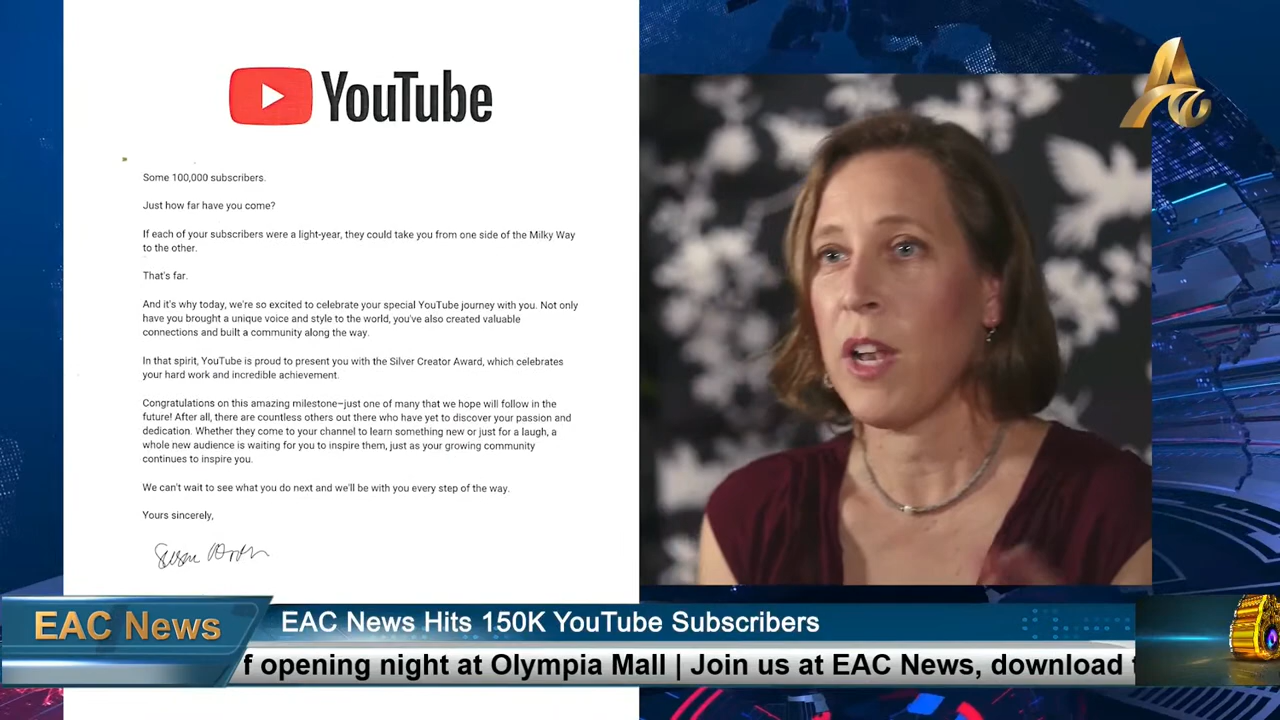 YouTube
Some 100,000 subscribers.
Just how far have you come?
If each of your subscribers were a light-year, they could take you from one side of the Milky Way
to the other.
That's far.
And it's why today, we're so excited to celebrate your special YouTube journey with you. Not only
have you brought a unique voice and style to the world, you've also created valuable
connections and built a community along the way.
In that spirit, YouTube is proud to present you with the Silver Creator Award, which celebrates
your hard work and incredible achievement.
Congratulations on this amazing milestone–just one of many that we hope will follow in the
future! After all, there are countless others out there who have yet to discover your passion and
dedication. Whether they come to your channel to learn something new or just for a laugh, a
whole new audience is waiting for you to inspire them, just as your growing community
continues to inspire you.
We can't wait to see what you do next and we'll be with you every step of the way.
Yours sincerely,
EAC News
EAC News Hits 150K YouTube Subscribers
f opening night at Olympia Mall | Join us at EAC News, download